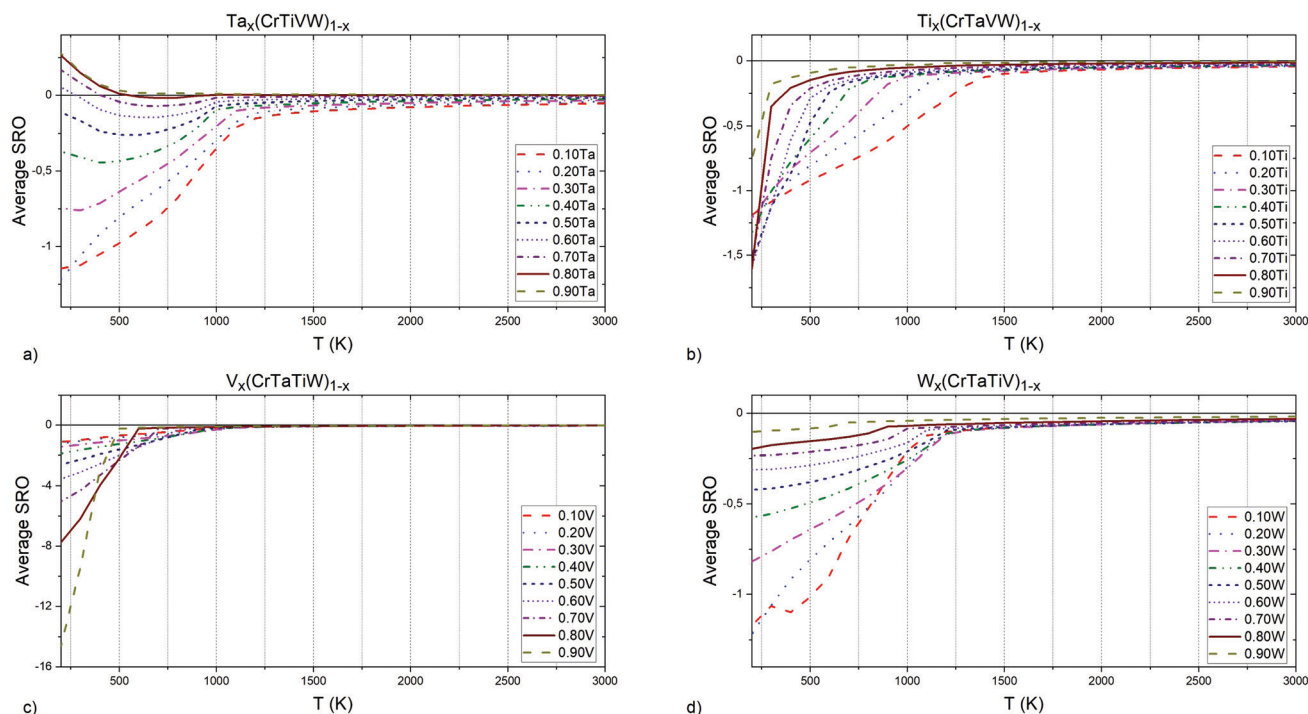 Ta_x(CrTiVW)_{1-x}
0
-0,5
-1
Average SRO
500 1000 1500 2000 2500 3000
T (K)
0.10Ta
0.20Ta
0.30Ta
0.40Ta
0.50Ta
0.60Ta
0.70Ta
0.80Ta
0.90Ta
a)
Ti_x(CrTaVW)_{1-x}
0
-0,5
-1
-1,5
Average SRO
500 1000 1500 2000 2500 3000
T (K)
0.10Ti
0.20Ti
0.30Ti
0.40Ti
0.50Ti
0.60Ti
0.70Ti
0.80Ti
0.90Ti
b)
V_x(CrTaTiW)_{1-x}
0
-4
-8
-12
-16
Average SRO
500 1000 1500 2000 2500 3000
T (K)
0.10V
0.20V
0.30V
0.40V
0.50V
0.60V
0.70V
0.80V
0.90V
c)
W_x(CrTaTiV)_{1-x}
0
-0,5
-1
Average SRO
500 1000 1500 2000 2500 3000
T (K)
0.10W
0.20W
0.30W
0.40W
0.50W
0.60W
0.70W
0.80W
0.90W
d)